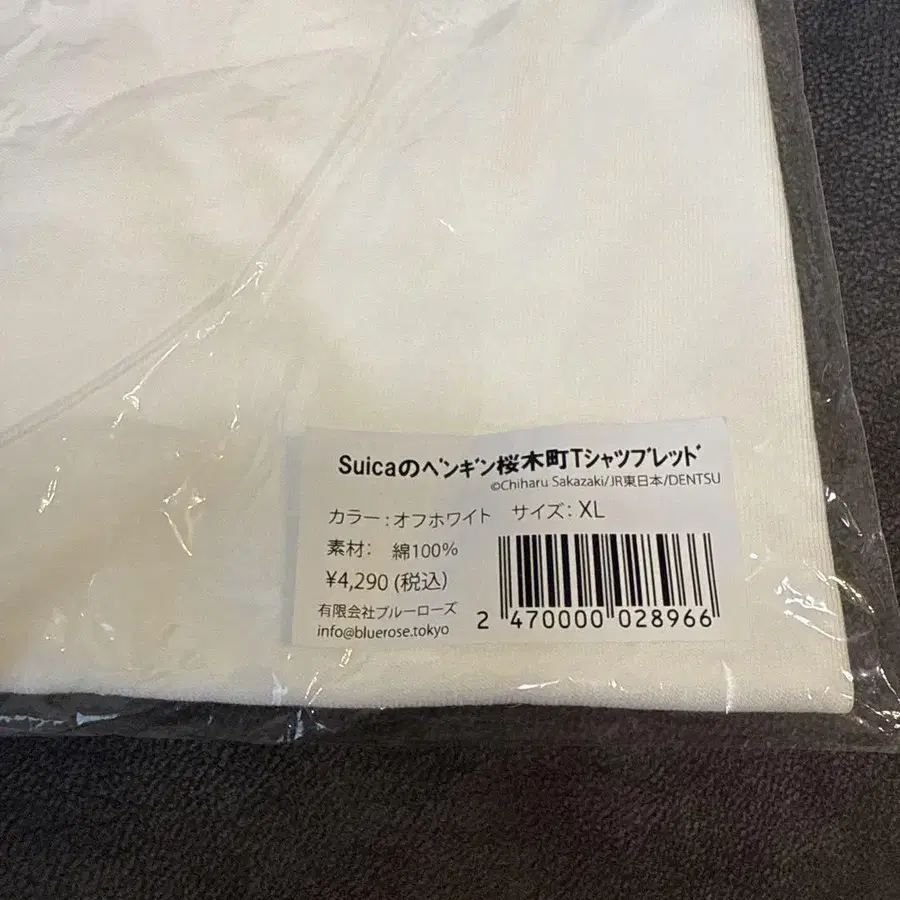 Suicaのﾍﾟﾝｷﾞﾝ桜木町Tシャツﾌﾞﾚｯﾄﾞ
©Chiharu Sakazaki/JR東日本/DENTSU
カラー：オフホワイト サイズ：XL
素材： 綿100%
¥4,290 (税込)
有限会社ブルーローズ
info@bluerose.tokyo
2 470000 028966